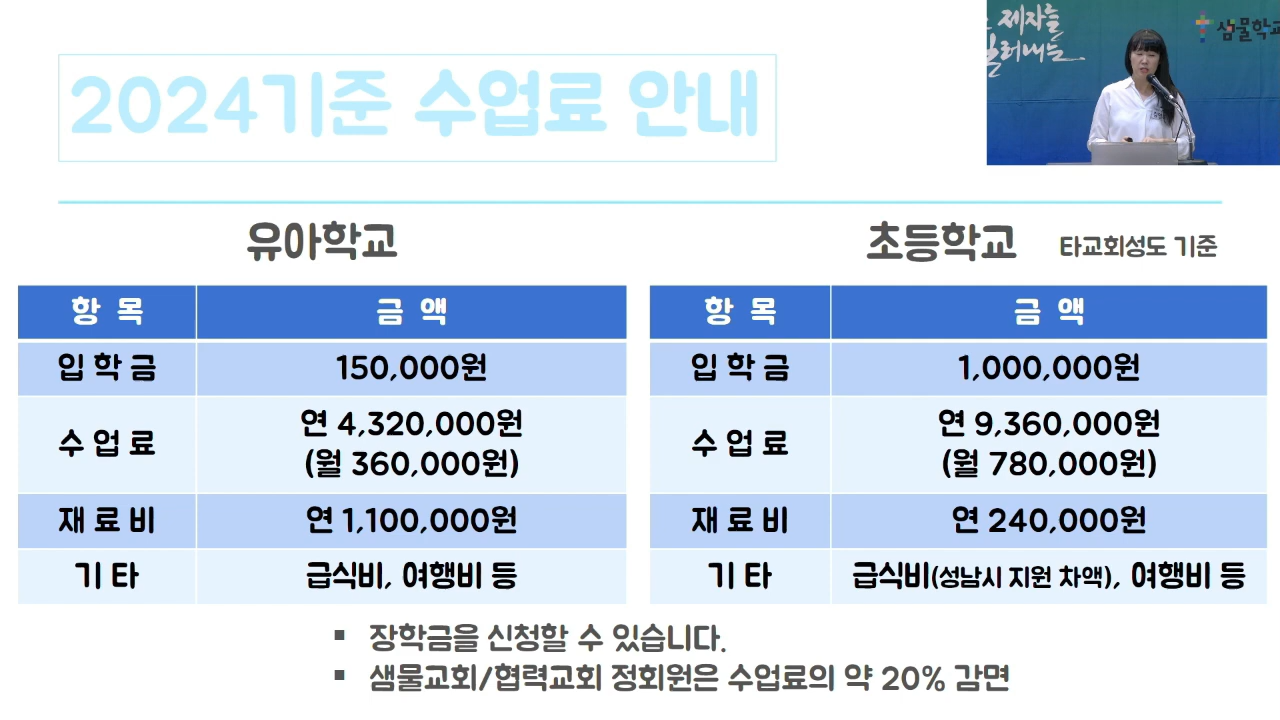 제자를
샘물학교
2024기준 수업료 안내
유아학교
항 목 금 액
입 학 금 150,000원
수 업 료 연 4,320,000원
(월 360,000원)
재 료 비 연 1,100,000원
기 타 급식비, 여행비 등
초등학교 타교회성도 기준
항 목 금 액
입 학 금 1,000,000원
수 업 료 연 9,360,000원
(월 780,000원)
재 료 비 연 240,000원
기 타 급식비(성남시 지원 차액), 여행비 등
▪ 장학금을 신청할 수 있습니다.
▪ 샘물교회/협력교회 정회원은 수업료의 약 20% 감면